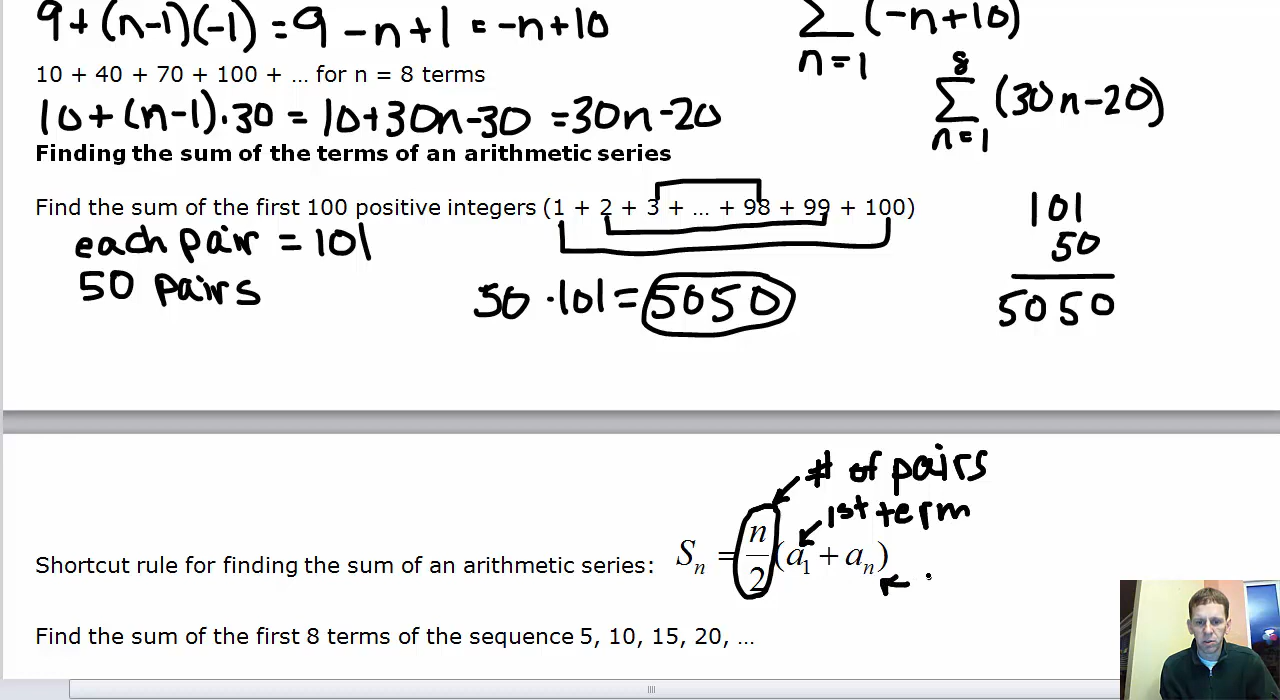 9 + (n-1)(-1) = 9 - n + 1 = -n + 10
∑ (-n + 10)
n = 1
10 + 40 + 70 + 100 + … for n = 8 terms
10 + (n-1) · 30 = 10 + 30n - 30 = 30n - 20
8
∑ (30n - 20)
n = 1
Finding the sum of the terms of an arithmetic series
Find the sum of the first 100 positive integers (1 + 2 + 3 + … + 98 + 99 + 100)
each pair = 101
50 pairs
50 · 101 = 5050
101
50
5050
# of pairs
1st term
Shortcut rule for finding the sum of an arithmetic series: Sₙ = n/2 (a₁ + aₙ)
Find the sum of the first 8 terms of the sequence 5, 10, 15, 20, …